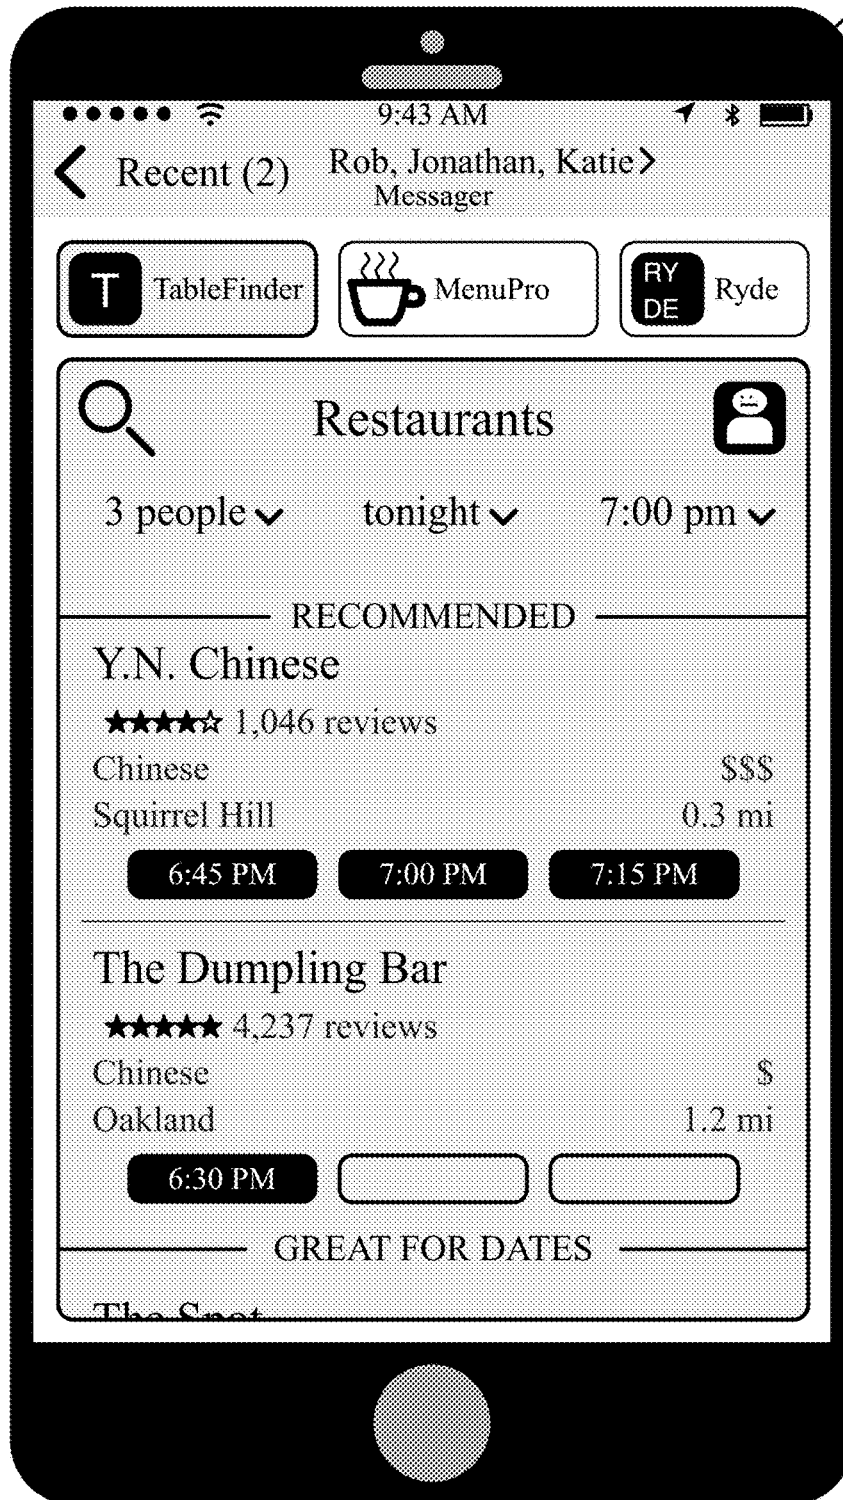 9:43 AM
Recent (2) Rob, Jonathan, Katie
Messager
T TableFinder MenuPro RY DE Ryde
Restaurants
3 people tonight 7:00 pm
RECOMMENDED
Y.N. Chinese
1,046 reviews
Chinese $$$
Squirrel Hill 0.3 mi
6:45 PM 7:00 PM 7:15 PM
The Dumpling Bar
4,237 reviews
Chinese $
Oakland 1.2 mi
6:30 PM
GREAT FOR DATES
The Spot